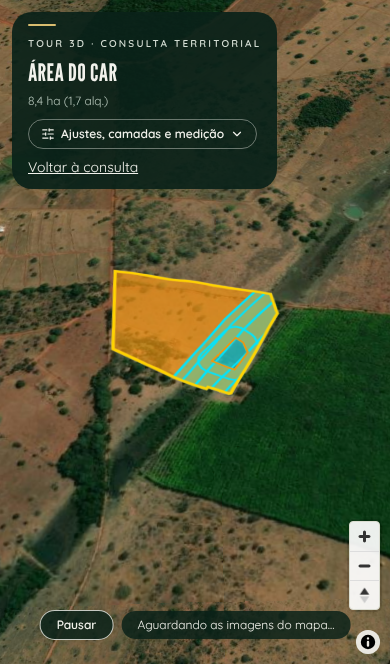 TOUR 3D · CONSULTA TERRITORIAL
ÁREA DO CAR
8,4 ha (1,7 alq.)
Ajustes, camadas e medição
Voltar à consulta
Pausar
Aguardando as imagens do mapa...